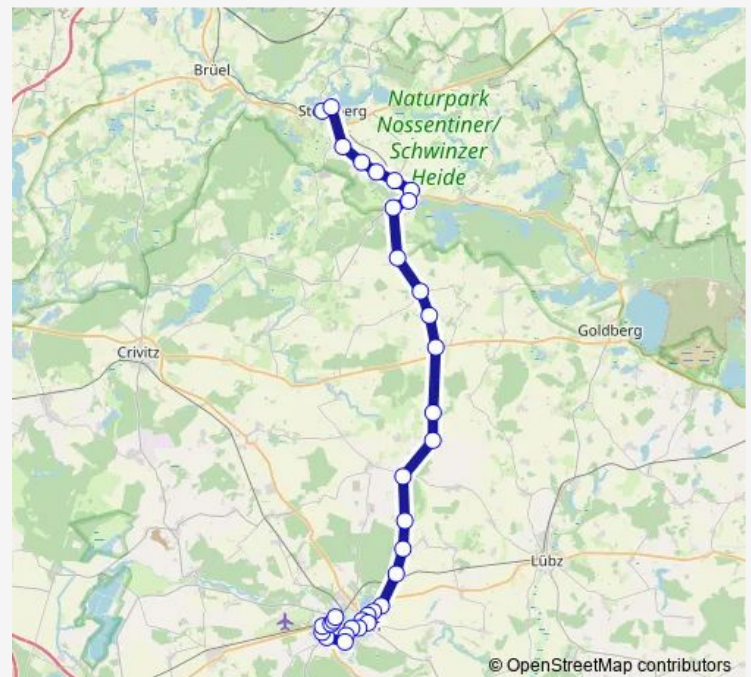 Brüel
Naturpark
Nossentiner/
Schwinzer
Heide
Goldberg
Crivitz
Lübz
© OpenStreetMap contributors